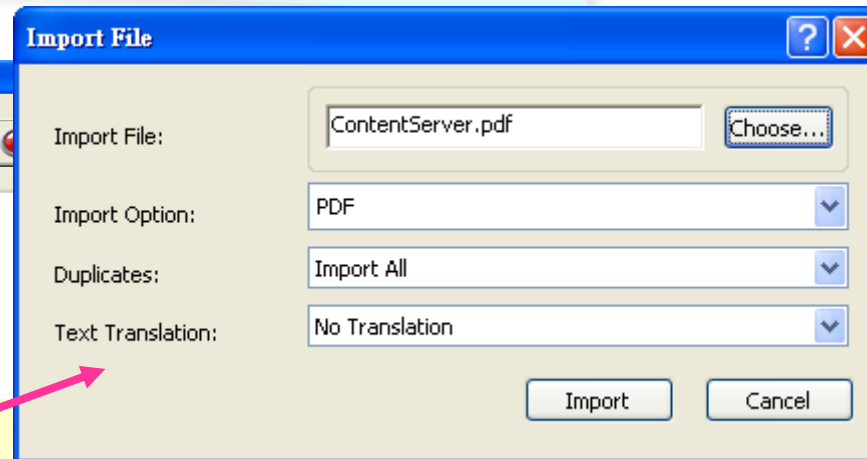 Import File
Import File: ContentServer.pdf Choose...
Import Option: PDF
Duplicates: Import All
Text Translation: No Translation
Import Cancel